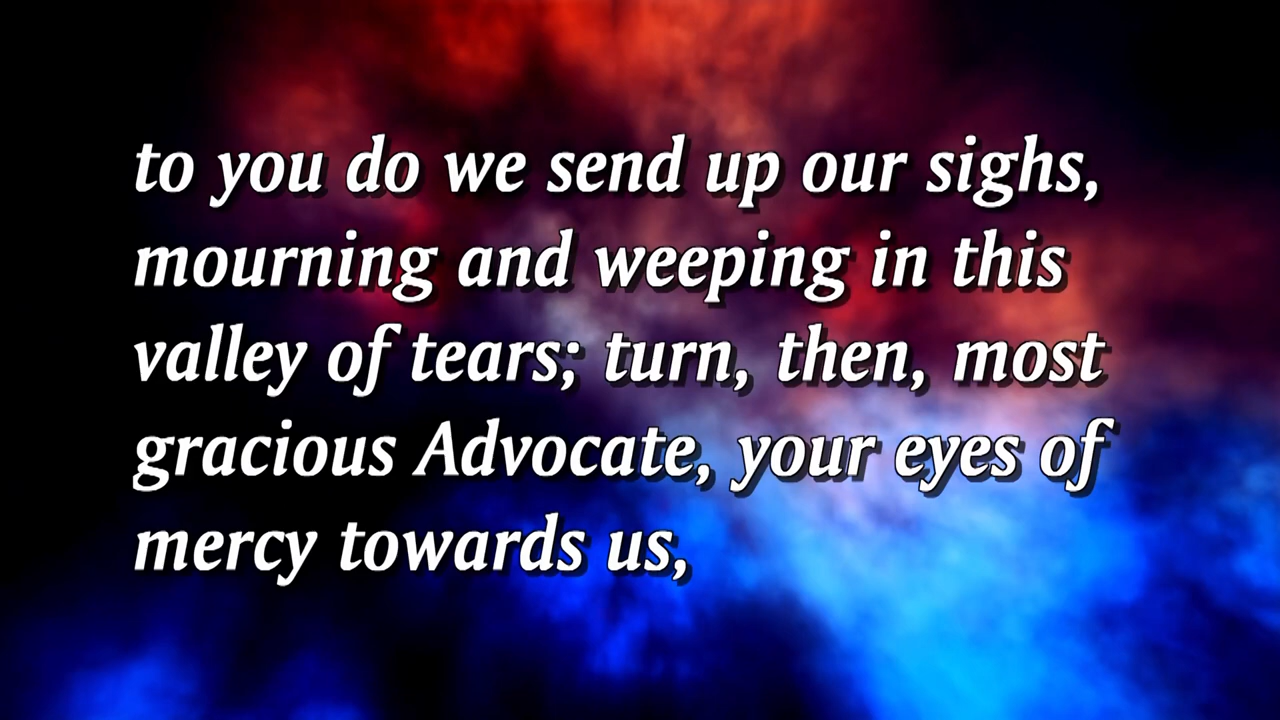 to you do we send up our sighs,
mourning and weeping in this
valley of tears; turn, then, most
gracious Advocate, your eyes of
mercy towards us,